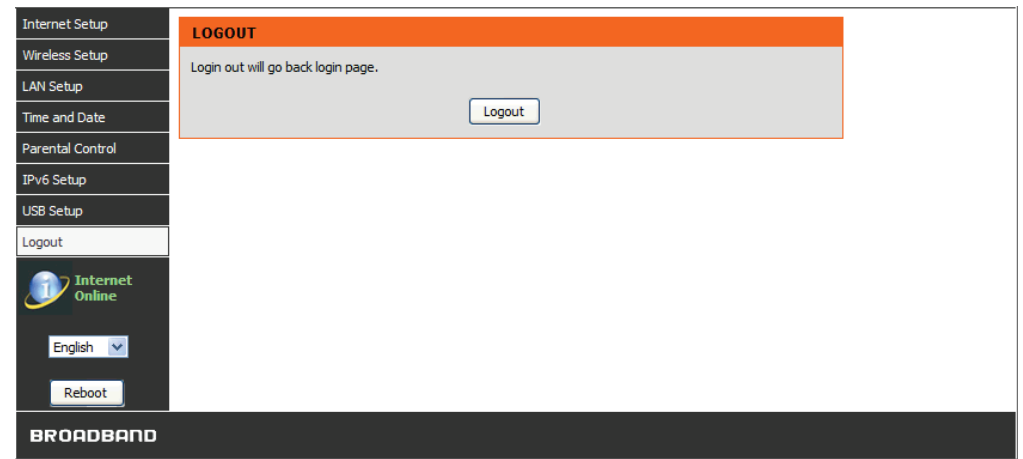 Internet Setup
Wireless Setup
LAN Setup
Time and Date
Parental Control
IPv6 Setup
USB Setup
Logout
Internet
Online
English
Reboot
LOGOUT
Login out will go back login page.
Logout
BROADBAND